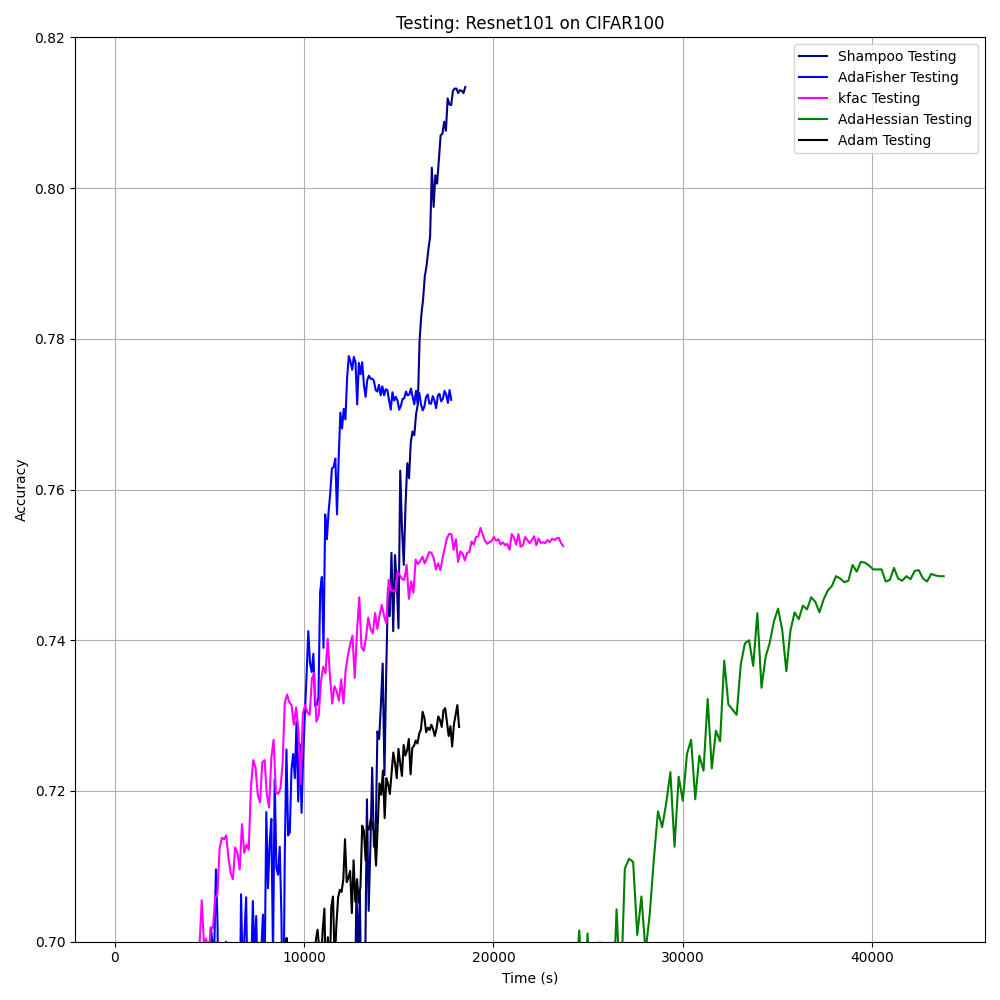 Testing: Resnet101 on CIFAR100
0.82
0.80
0.78
0.76
0.74
0.72
0.70
Accuracy
0
10000
20000
30000
40000
Time (s)
Shampoo Testing
AdaFisher Testing
kfac Testing
AdaHessian Testing
Adam Testing